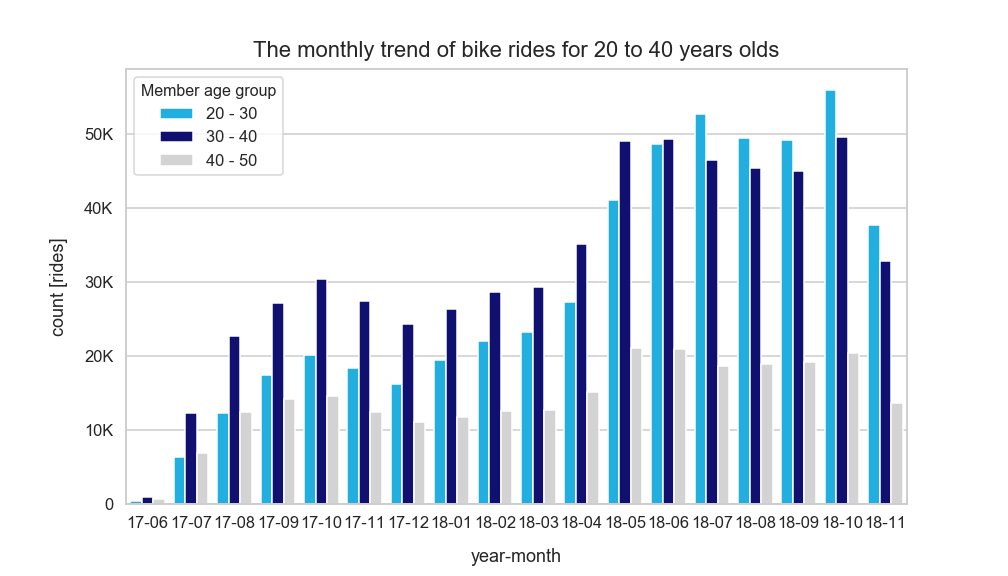 The monthly trend of bike rides for 20 to 40 years olds
Member age group
20 - 30
30 - 40
40 - 50
50K
40K
30K
20K
10K
0
count [rides]
17-06 17-07 17-08 17-09 17-10 17-11 17-12 18-01 18-02 18-03 18-04 18-05 18-06 18-07 18-08 18-09 18-10 18-11
year-month